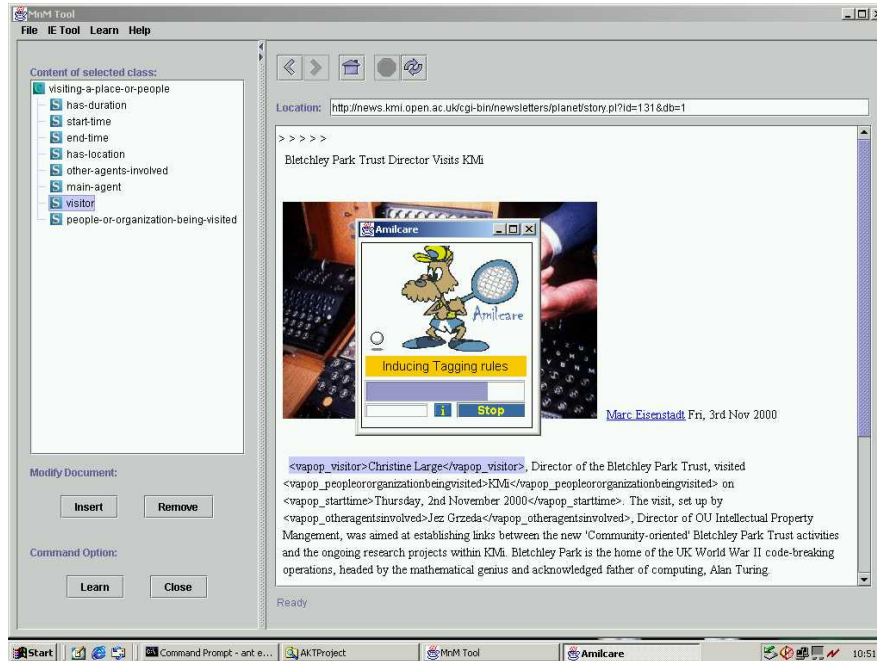 MnM Tool
File IE Tool Learn Help
Content of selected class:
visiting-a-place-or-people
S has-duration
S start-time
S end-time
S has-location
S other-agents-involved
S main-agent
S visitor
S people-or-organization-being-visited
Modify Document:
Insert Remove
Command Option:
Learn Close
Location: http://news.kmi.open.ac.uk/cgi-bin/newsletters/planet/story.pl?id=131&db=1
> > > > >
Bletchley Park Trust Director Visits KMi
Amilcare
Amilcare
Inducing Tagging rules
i Stop
Marc Eisenstadt Fri, 3rd Nov 2000
<vapop_visitor>Christine Large</vapop_visitor>, Director of the Bletchley Park Trust, visited
<vapop_peopleororganizationbeingvisited>KMi</vapop_peopleororganizationbeingvisited> on
<vapop_starttime>Thursday, 2nd November 2000</vapop_starttime>. The visit, set up by
<vapop_otheragentsinvolved>Jez Grzeda</vapop_otheragentsinvolved>, Director of OU Intellectual Property
Mangement, was aimed at establishing links between the new 'Community-oriented' Bletchley Park Trust activities
and the ongoing research projects within KMi. Bletchley Park is the home of the UK World War II code-breaking
operations, headed by the mathematical genius and acknowledged father of computing, Alan Turing.
Ready
Start Command Prompt - ant e... AKTProject MnM Tool Amilcare 10:51